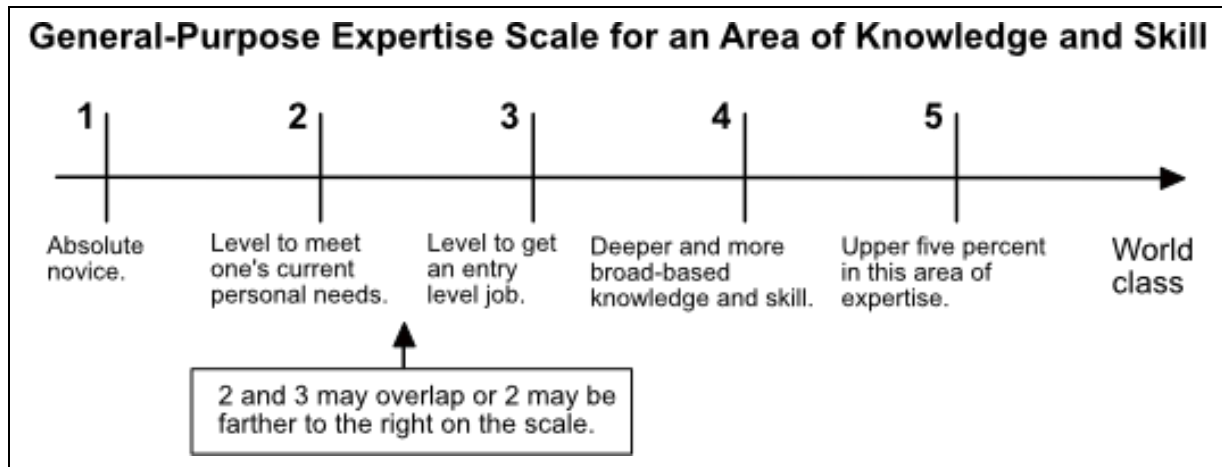 General-Purpose Expertise Scale for an Area of Knowledge and Skill
1
2
3
4
5
Absolute
novice.
Level to meet
one's current
personal needs.
Level to get
an entry
level job.
Deeper and more
broad-based
knowledge and skill.
Upper five percent
in this area of
expertise.
World
class
2 and 3 may overlap or 2 may be
farther to the right on the scale.